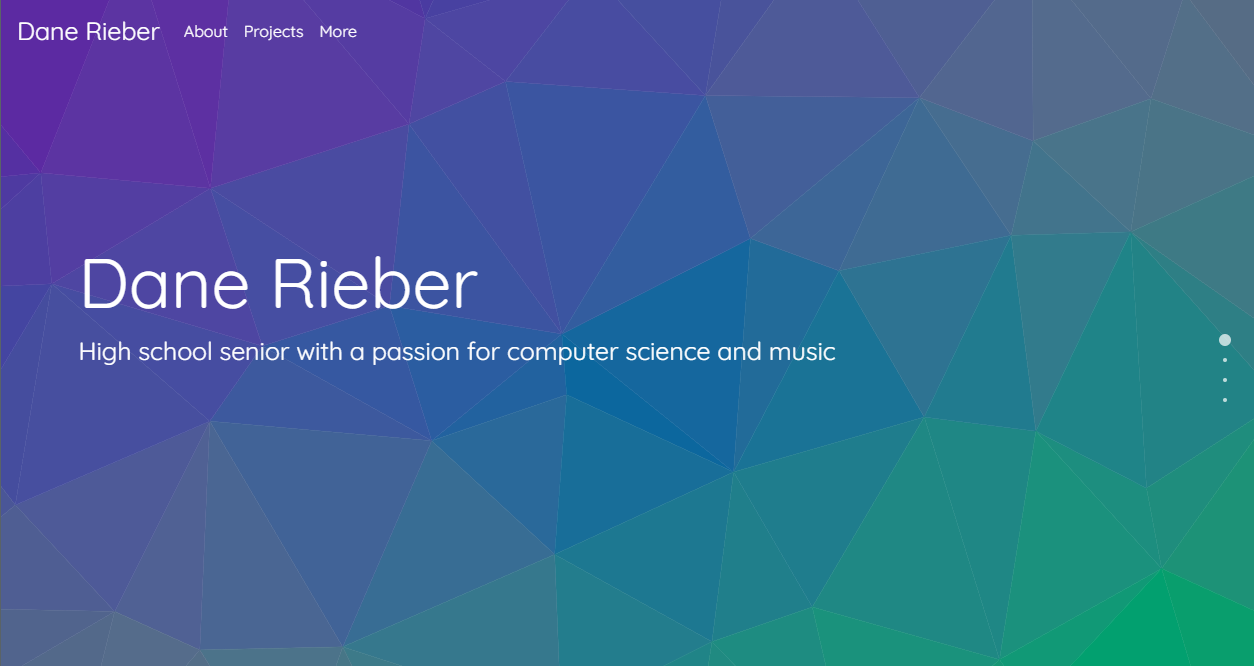 Dane Rieber About Projects More
Dane Rieber
High school senior with a passion for computer science and music